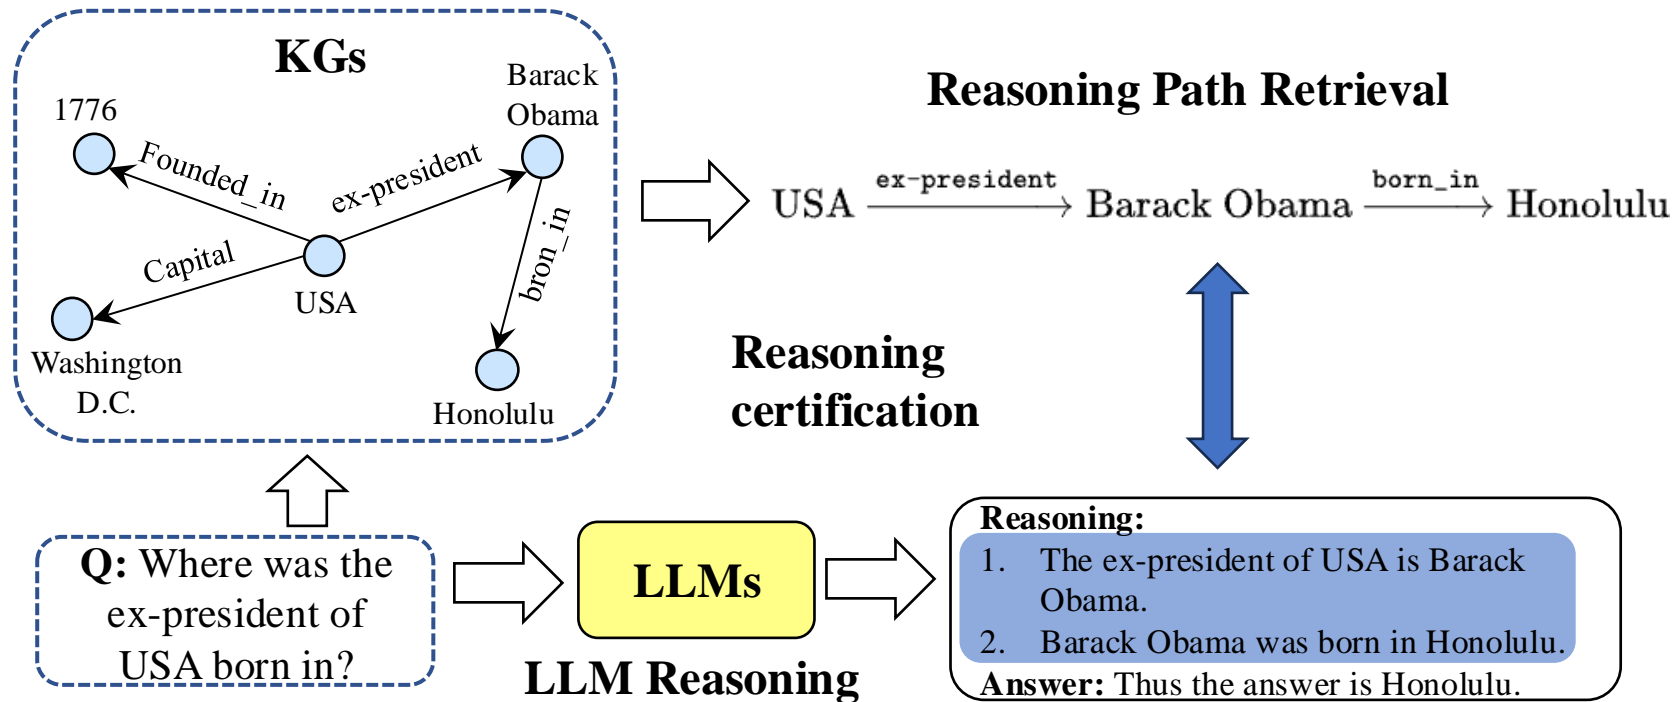 KGs
1776
Barack
Obama
Founded_in
ex-president
Capital
bron_in
USA
Washington
D.C.
Honolulu
Reasoning Path Retrieval
USA ex-president Barack Obama born_in Honolulu
Reasoning
certification
Q: Where was the
ex-president of
USA born in?
LLMs
LLM Reasoning
Reasoning:
1. The ex-president of USA is Barack
Obama.
2. Barack Obama was born in Honolulu.
Answer: Thus the answer is Honolulu.